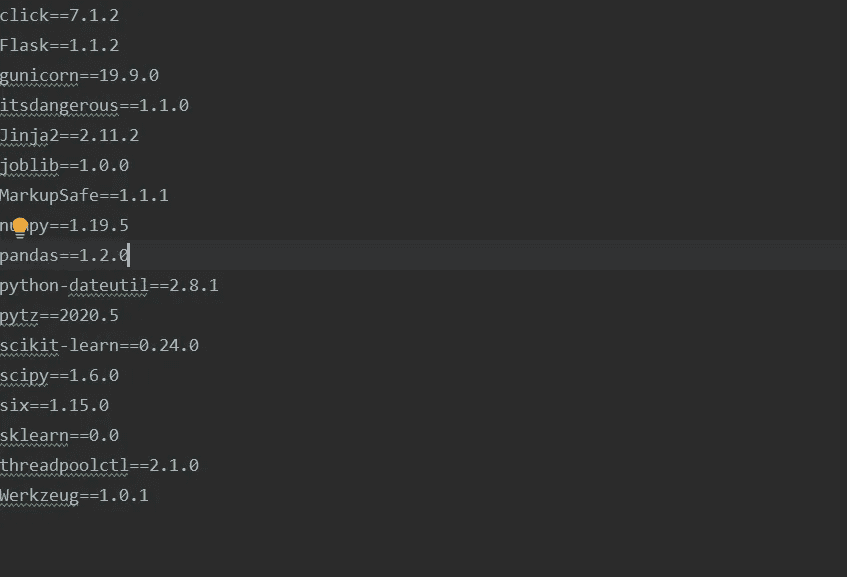 click==7.1.2
Flask==1.1.2
gunicorn==19.9.0
itsdangerous==1.1.0
Jinja2==2.11.2
joblib==1.0.0
MarkupSafe==1.1.1
numpy==1.19.5
pandas==1.2.0
python-dateutil==2.8.1
pytz==2020.5
scikit-learn==0.24.0
scipy==1.6.0
six==1.15.0
sklearn==0.0
threadpoolctl==2.1.0
Werkzeug==1.0.1